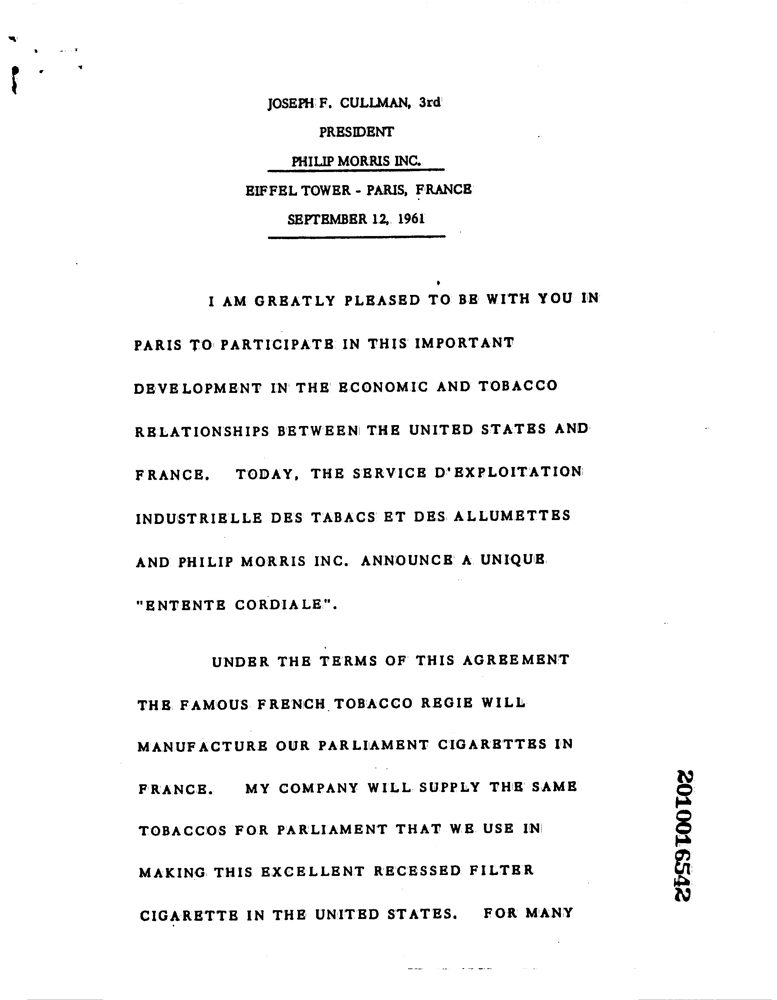 JOSEPH F. CULLMAN, 3rd
PRESIDENT
PHILIP MORRIS INC.
EIFFEL TOWER - PARIS, FRANCE
SEPTEMBER 12, 1961
I AM GREATLY PLEASED TO BE WITH YOU IN
PARIS TO PARTICIPATE IN THIS IMPORTANT
DEVELOPMENT IN THE ECONOMIC AND TOBACCO
RELATIONSHIPS BETWEEN THE UNITED STATES AND
FRANCE. TODAY, THE SERVICE D'EXPLOITATION
INDUSTRIELLE DES TABACS ET DES ALLUMETTES
AND PHILIP MORRIS INC. ANNOUNCE A UNIQUE
"ENTENTE CORDIALE".
UNDER THE TERMS OF THIS AGREEMENT
THE FAMOUS FRENCH TOBACCO REGIE WILL
MANUFACTURE OUR PARLIAMENT CIGARETTES IN
FRANCE. MY COMPANY WILL SUPPLY THE SAME
TOBACCOS FOR PARLIAMENT THAT WE USE IN
MAKING THIS EXCELLENT RECESSED FILTER
CIGARETTE IN THE UNITED STATES. FOR MANY
2010016542